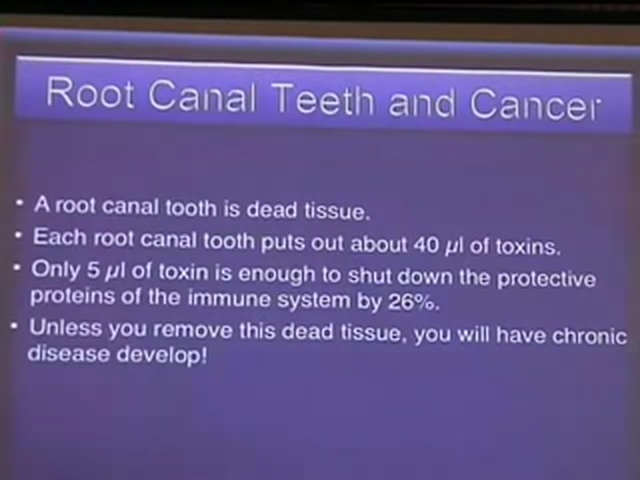 Root Canal Teeth and Cancer
• A root canal tooth is dead tissue.
• Each root canal tooth puts out about 40 µl of toxins.
• Only 5 µl of toxin is enough to shut down the protective
proteins of the immune system by 26%.
• Unless you remove this dead tissue, you will have chronic
disease develop!